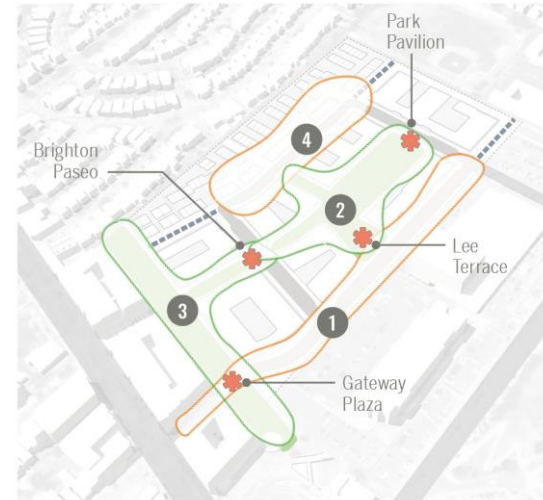 Park
Pavilion
4
Brighton
Paseo
2
Lee
Terrace
3
1
Gateway
Plaza